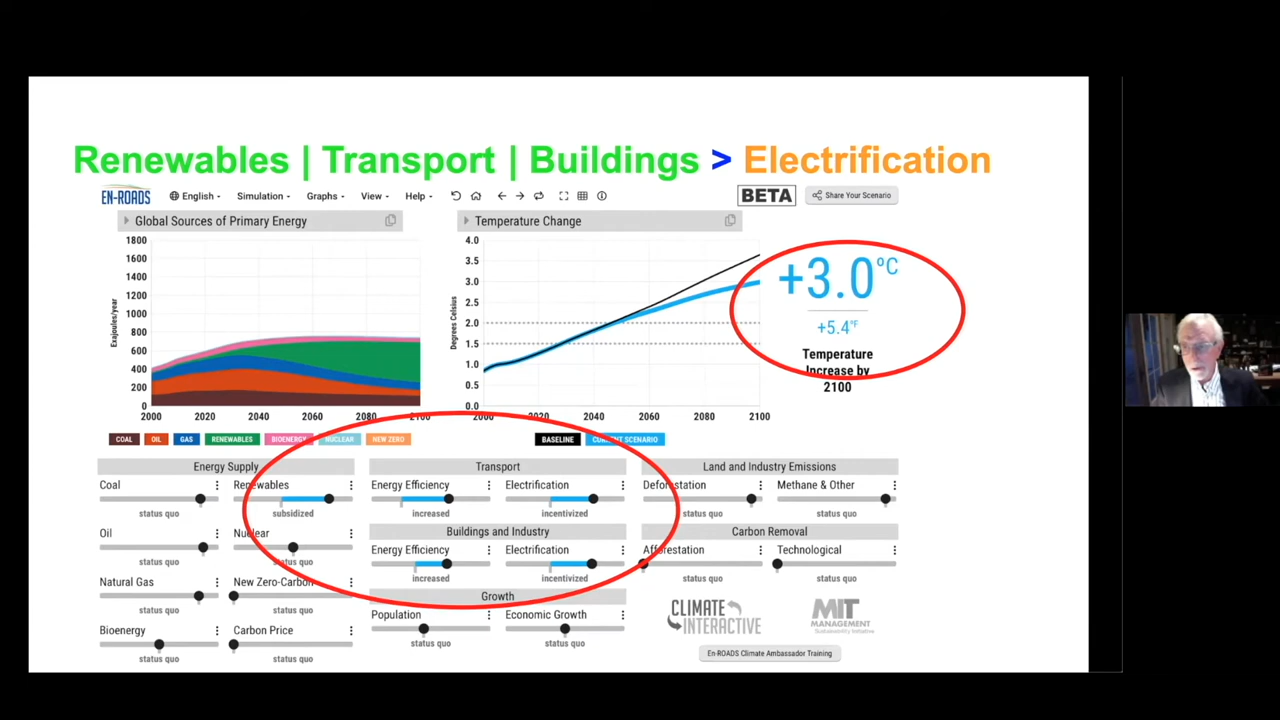 Renewables | Transport | Buildings > Electrification
EN-ROADS
English Simulation Graphs View Help
BETA
Share Your Scenario
Global Sources of Primary Energy
Exajoules/year
1800
1600
1400
1200
1000
800
600
400
200
0
2000 2020 2040 2060 2080 2100
COAL OIL GAS RENEWABLES BIOENERGY NUCLEAR NEW ZERO
Temperature Change
Degrees Celsius
4.0
3.5
3.0
2.5
2.0
1.5
1.0
0.5
0.0
2000 2020 2040 2060 2080 2100
BASELINE CURRENT SCENARIO
+3.0 ºC
+5.4°F
Temperature
Increase by
2100
Energy Supply
Coal
status quo
Renewables
subsidized
Oil
status quo
Nuclear
status quo
Natural Gas
status quo
New Zero-Carbon
status quo
Bioenergy
status quo
Carbon Price
status quo
Transport
Energy Efficiency
increased
Electrification
incentivized
Buildings and Industry
Energy Efficiency
increased
Electrification
incentivized
Growth
Population
status quo
Economic Growth
status quo
Land and Industry Emissions
Deforestation
status quo
Methane & Other
status quo
Carbon Removal
Afforestation
status quo
Technological
status quo
CLIMATE
INTERACTIVE
MIT
MANAGEMENT
Sustainability Initiative
En-ROADS Climate Ambassador Training